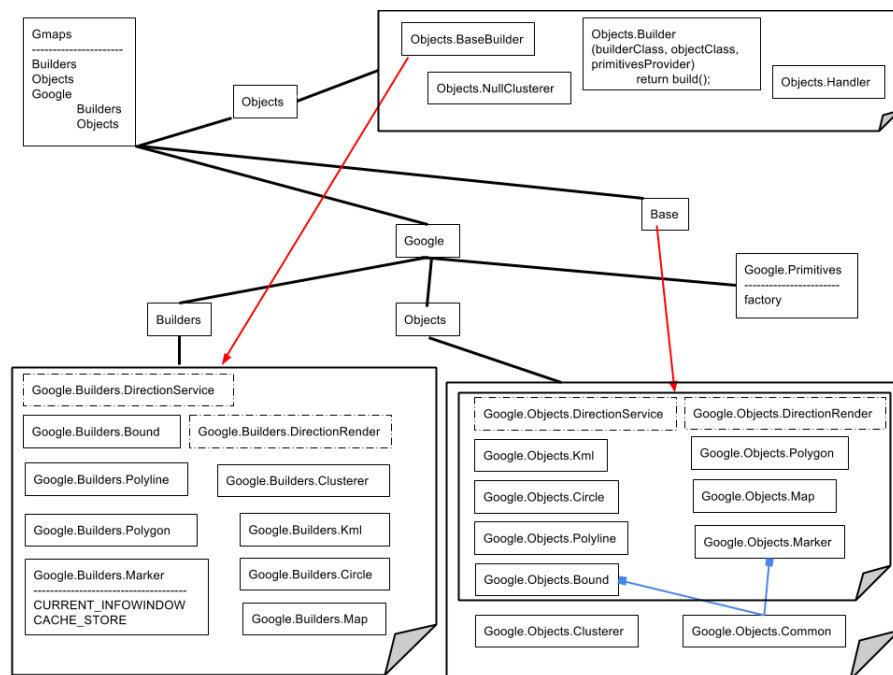 Gmaps
-----------------------
Builders
Objects
Google
Builders
Objects
Objects
Objects.BaseBuilder
Objects.NullClusterer
Objects.Builder
(builderClass, objectClass,
primitivesProvider)
return build();
Objects.Handler
Base
Google
Google.Primitives
------------------------
factory
Builders
Objects
Google.Builders.DirectionService
Google.Builders.Bound
Google.Builders.DirectionRender
Google.Builders.Polyline
Google.Builders.Clusterer
Google.Builders.Polygon
Google.Builders.Kml
Google.Builders.Marker
--------------------------------------
CURRENT_INFOWINDOW
CACHE_STORE
Google.Builders.Circle
Google.Builders.Map
Google.Objects.DirectionService
Google.Objects.DirectionRender
Google.Objects.Kml
Google.Objects.Polygon
Google.Objects.Circle
Google.Objects.Map
Google.Objects.Polyline
Google.Objects.Marker
Google.Objects.Bound
Google.Objects.Clusterer
Google.Objects.Common